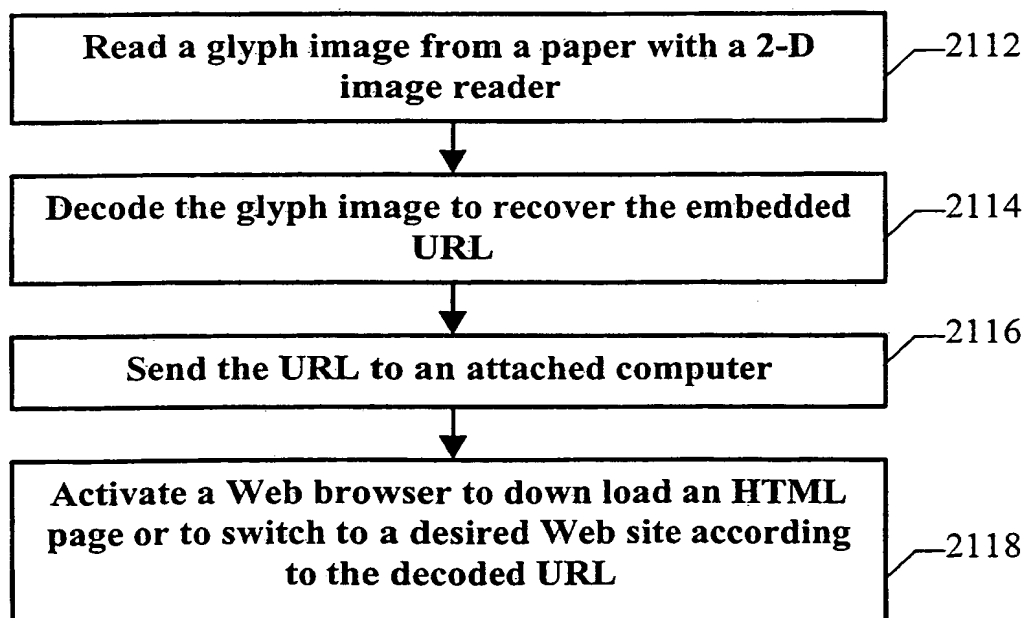 Read a glyph image from a paper with a 2-D
image reader
2112
Decode the glyph image to recover the embedded
URL
2114
Send the URL to an attached computer
2116
Activate a Web browser to down load an HTML
page or to switch to a desired Web site according
to the decoded URL
2118